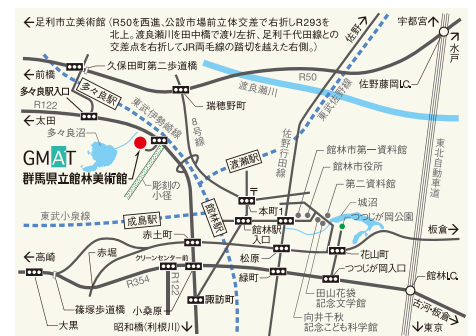 ←足利市立美術館(R50を西進、公設市場前立体交差で右折しR293を
北上。渡良瀬川を田中橋で渡り左折、足利千代田線との
交差点を右折してJR両毛線の踏切を越えた右側。)
佐野
宇都宮
水戸
←前橋
久保田町第二歩道橋
多々良駅入口
多々良駅
R122
←太田
多々良沼
東武伊勢崎線
瑞穂野町
渡良瀬川
R50
東武佐野線
佐野藤岡I.C.
8号線
佐野行田線
GMAT
群馬県立館林美術館
彫刻の
小径
渡瀬駅
館林市第一資料館
館林市役所
第二資料館
城沼
つつじが岡公園
東北自動車道
東武小泉線
成島駅
館林駅
本町1
館林駅
入口
赤土町
板倉
←高崎
赤堀
クリーンセンター前
松原
花山町
つつじが岡入口
緑町
館林I.C.
R354
R122
篠塚歩道橋
小桑原
諏訪町
田山花袋
記念文学館
向井千秋
記念こども科学館
古河・板倉
大黒
昭和橋(利根川)↓
↓東京